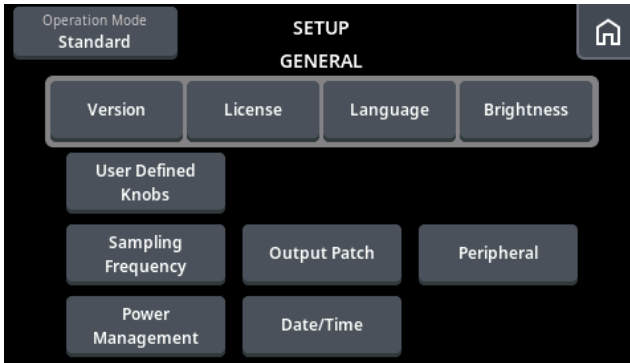 Operation Mode
Standard
SETUP
GENERAL
Version
License
Language
Brightness
User Defined
Knobs
Sampling
Frequency
Output Patch
Peripheral
Power
Management
Date/Time